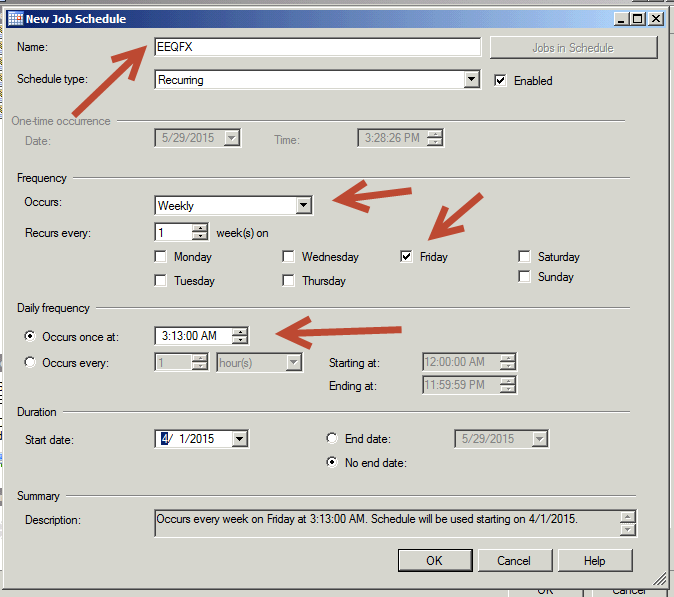 New Job Schedule
Name: EEQFX Jobs in Schedule
Schedule type: Recurring Enabled
One-time occurrence
Date: 5/29/2015 Time: 3:28:26 PM
Frequency
Occurs: Weekly
Recurs every: 1 week(s) on
Monday Wednesday Friday Saturday
Tuesday Thursday Sunday
Daily frequency
Occurs once at: 3:13:00 AM
Occurs every: 1 hour(s) Starting at: 12:00:00 AM
Ending at: 11:59:59 PM
Duration
Start date: 4/ 1/2015 End date: 5/29/2015
No end date:
Summary
Description: Occurs every week on Friday at 3:13:00 AM. Schedule will be used starting on 4/1/2015.
OK Cancel Help
OK Cancel